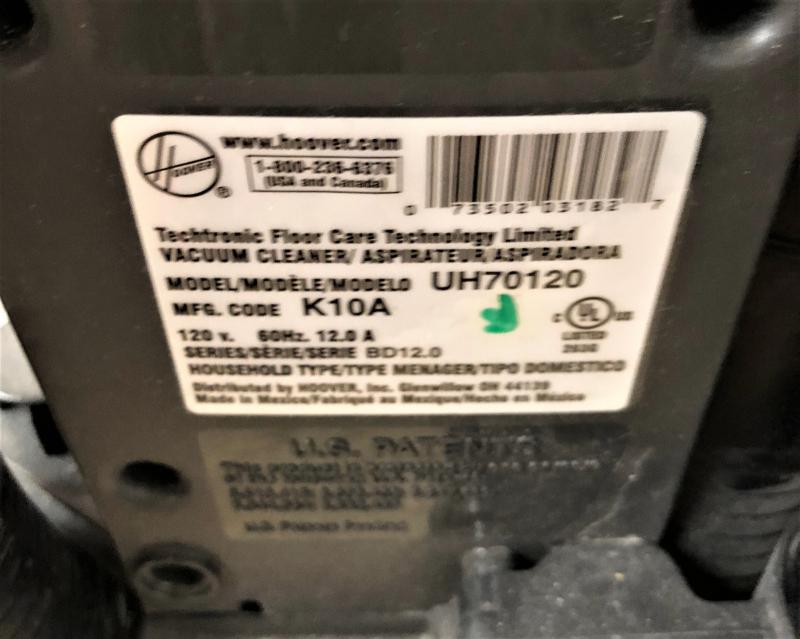 HOOVER ®
www.hoover.com
1-800-236-6376
(USA and Canada)
0 73502 03182 7
Techtronic Floor Care Technology Limited
VACUUM CLEANER/ ASPIRATEUR/ASPIRADORA
MODEL/MODÈLE/MODELO UH70120
MFG. CODE K10A
120 v. 60Hz. 12.0 A
C UL US
LISTED
263G
SERIES/SÉRIE/SERIE BD12.0
HOUSEHOLD TYPE/TYPE MENAGER/TIPO DOMESTICO
Distributed by HOOVER, Inc. Glenwillow OH 44139
Made in Mexico/Fabriqué au Mexique/Hecho en México
U.S. PATENTS